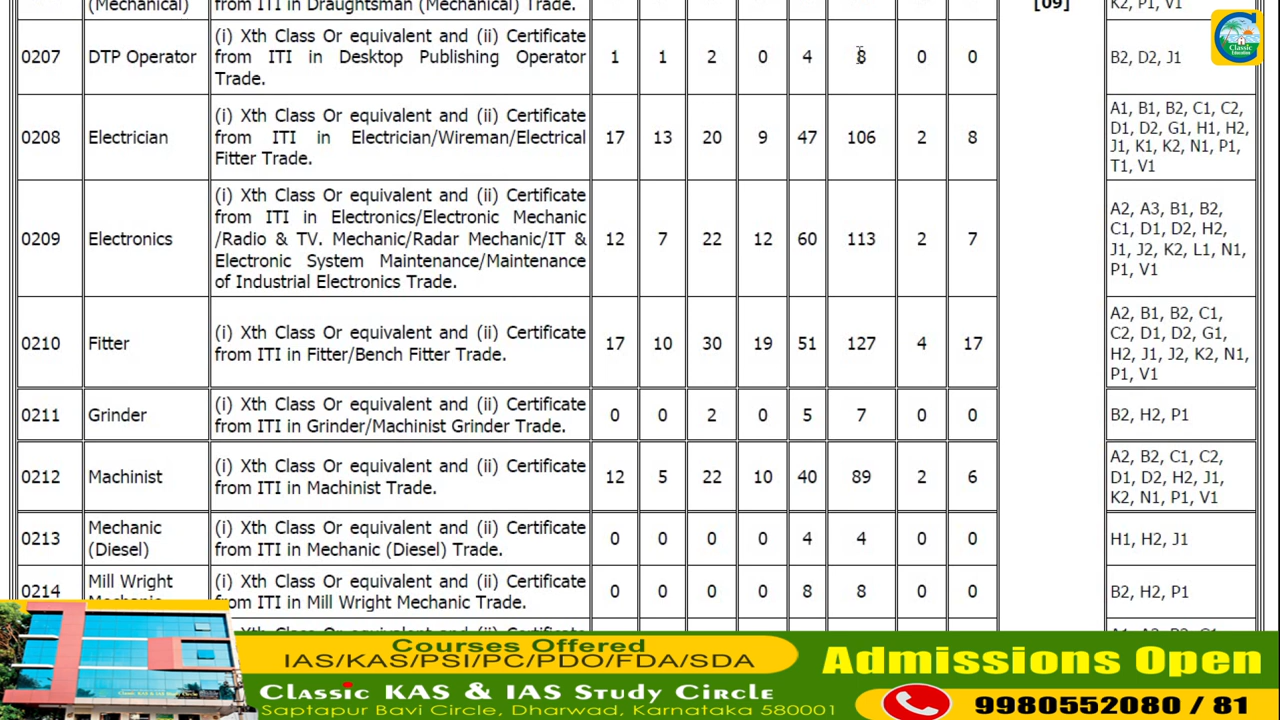 (Mechanical) from ITI in Draughtsman (Mechanical) Trade. [09] K2, P1, V1
Classic
Education
0207 DTP Operator (i) Xth Class Or equivalent and (ii) Certificate from ITI in Desktop Publishing Operator Trade. 1 1 2 0 4 8 0 0 B2, D2, J1
0208 Electrician (i) Xth Class Or equivalent and (ii) Certificate from ITI in Electrician/Wireman/Electrical Fitter Trade. 17 13 20 9 47 106 2 8 A1, B1, B2, C1, C2, D1, D2, G1, H1, H2, J1, K1, K2, N1, P1, T1, V1
0209 Electronics (i) Xth Class Or equivalent and (ii) Certificate from ITI in Electronics/Electronic Mechanic /Radio & TV. Mechanic/Radar Mechanic/IT & Electronic System Maintenance/Maintenance of Industrial Electronics Trade. 12 7 22 12 60 113 2 7 A2, A3, B1, B2, C1, D1, D2, H2, J1, J2, K2, L1, N1, P1, V1
0210 Fitter (i) Xth Class Or equivalent and (ii) Certificate from ITI in Fitter/Bench Fitter Trade. 17 10 30 19 51 127 4 17 A2, B1, B2, C1, C2, D1, D2, G1, H2, J1, J2, K2, N1, P1, V1
0211 Grinder (i) Xth Class Or equivalent and (ii) Certificate from ITI in Grinder/Machinist Grinder Trade. 0 0 2 0 5 7 0 0 B2, H2, P1
0212 Machinist (i) Xth Class Or equivalent and (ii) Certificate from ITI in Machinist Trade. 12 5 22 10 40 89 2 6 A2, B2, C1, C2, D1, D2, H2, J1, K2, N1, P1, V1
0213 Mechanic (Diesel) (i) Xth Class Or equivalent and (ii) Certificate from ITI in Mechanic (Diesel) Trade. 0 0 0 0 4 4 0 0 H1, H2, J1
0214 Mill Wright (i) Xth Class Or equivalent and (ii) Certificate from ITI in Mill Wright Mechanic Trade. 0 0 0 0 8 8 0 0 B2, H2, P1
Courses Offered
IAS/KAS/PSI/PC/PDO/FDA/SDA
Classic KAS & IAS Study Circle
Saptapur Bavi Circle, Dharwad, Karnataka 580001
Admissions Open
9980552080 / 81